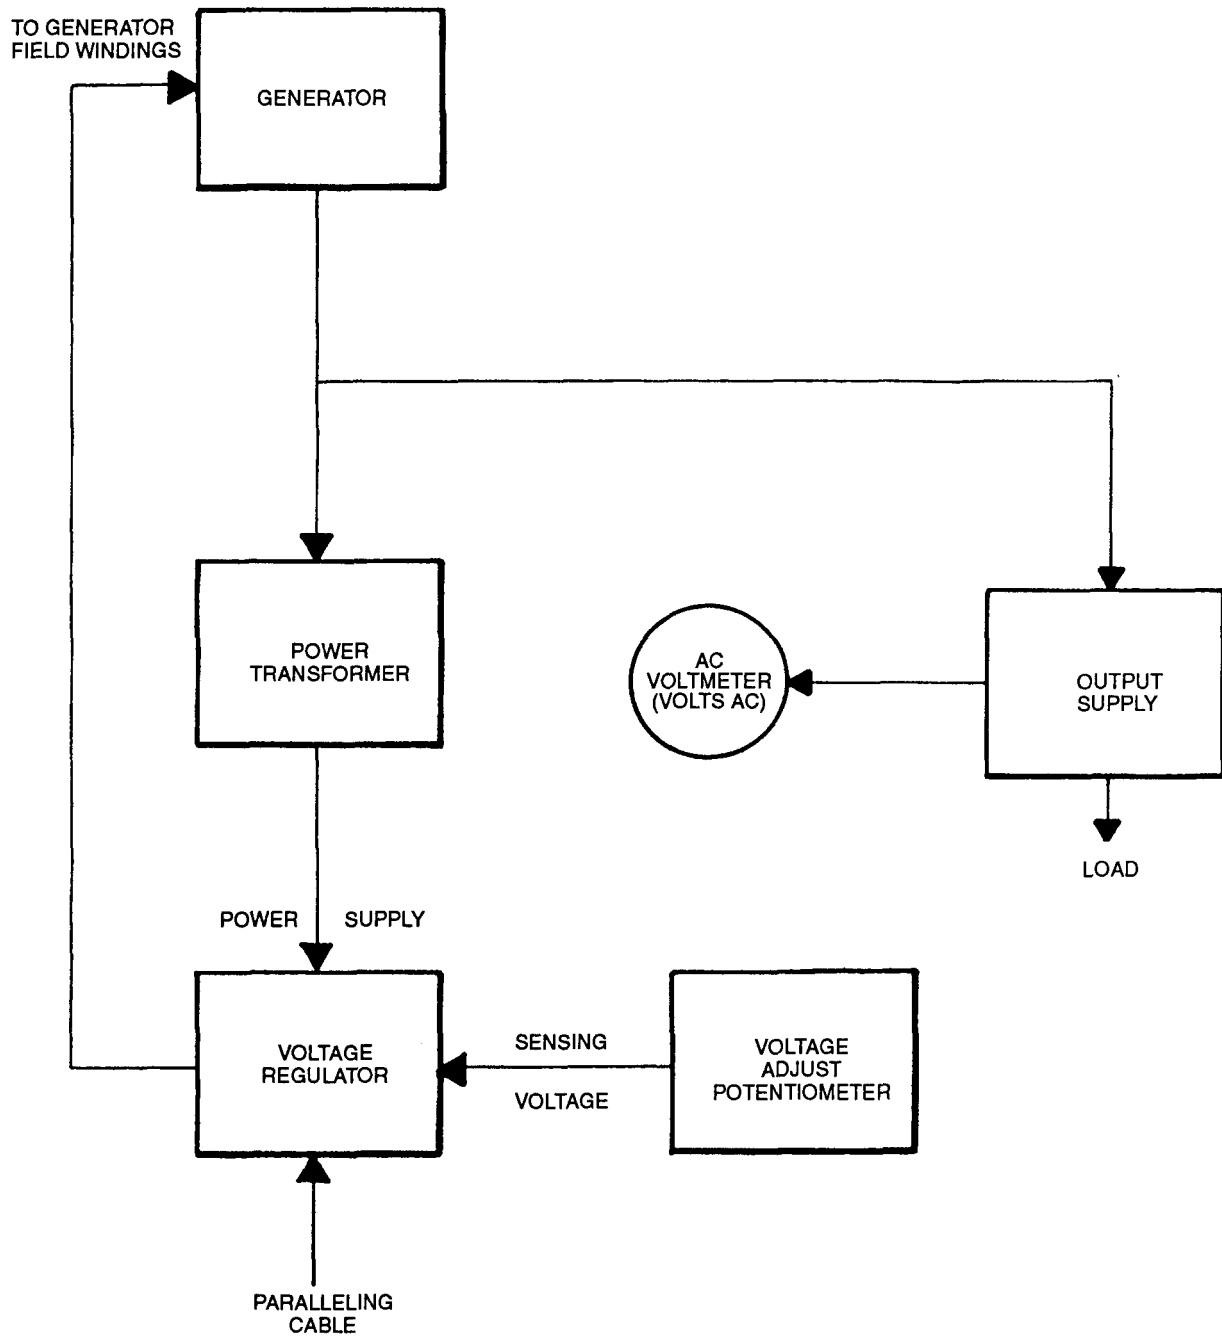 TO GENERATOR
FIELD WINDINGS
GENERATOR
POWER
TRANSFORMER
AC
VOLTMETER
(VOLTS AC)
OUTPUT
SUPPLY
LOAD
POWER SUPPLY
VOLTAGE
REGULATOR
SENSING
VOLTAGE
VOLTAGE
ADJUST
POTENTIOMETER
PARALLELING
CABLE